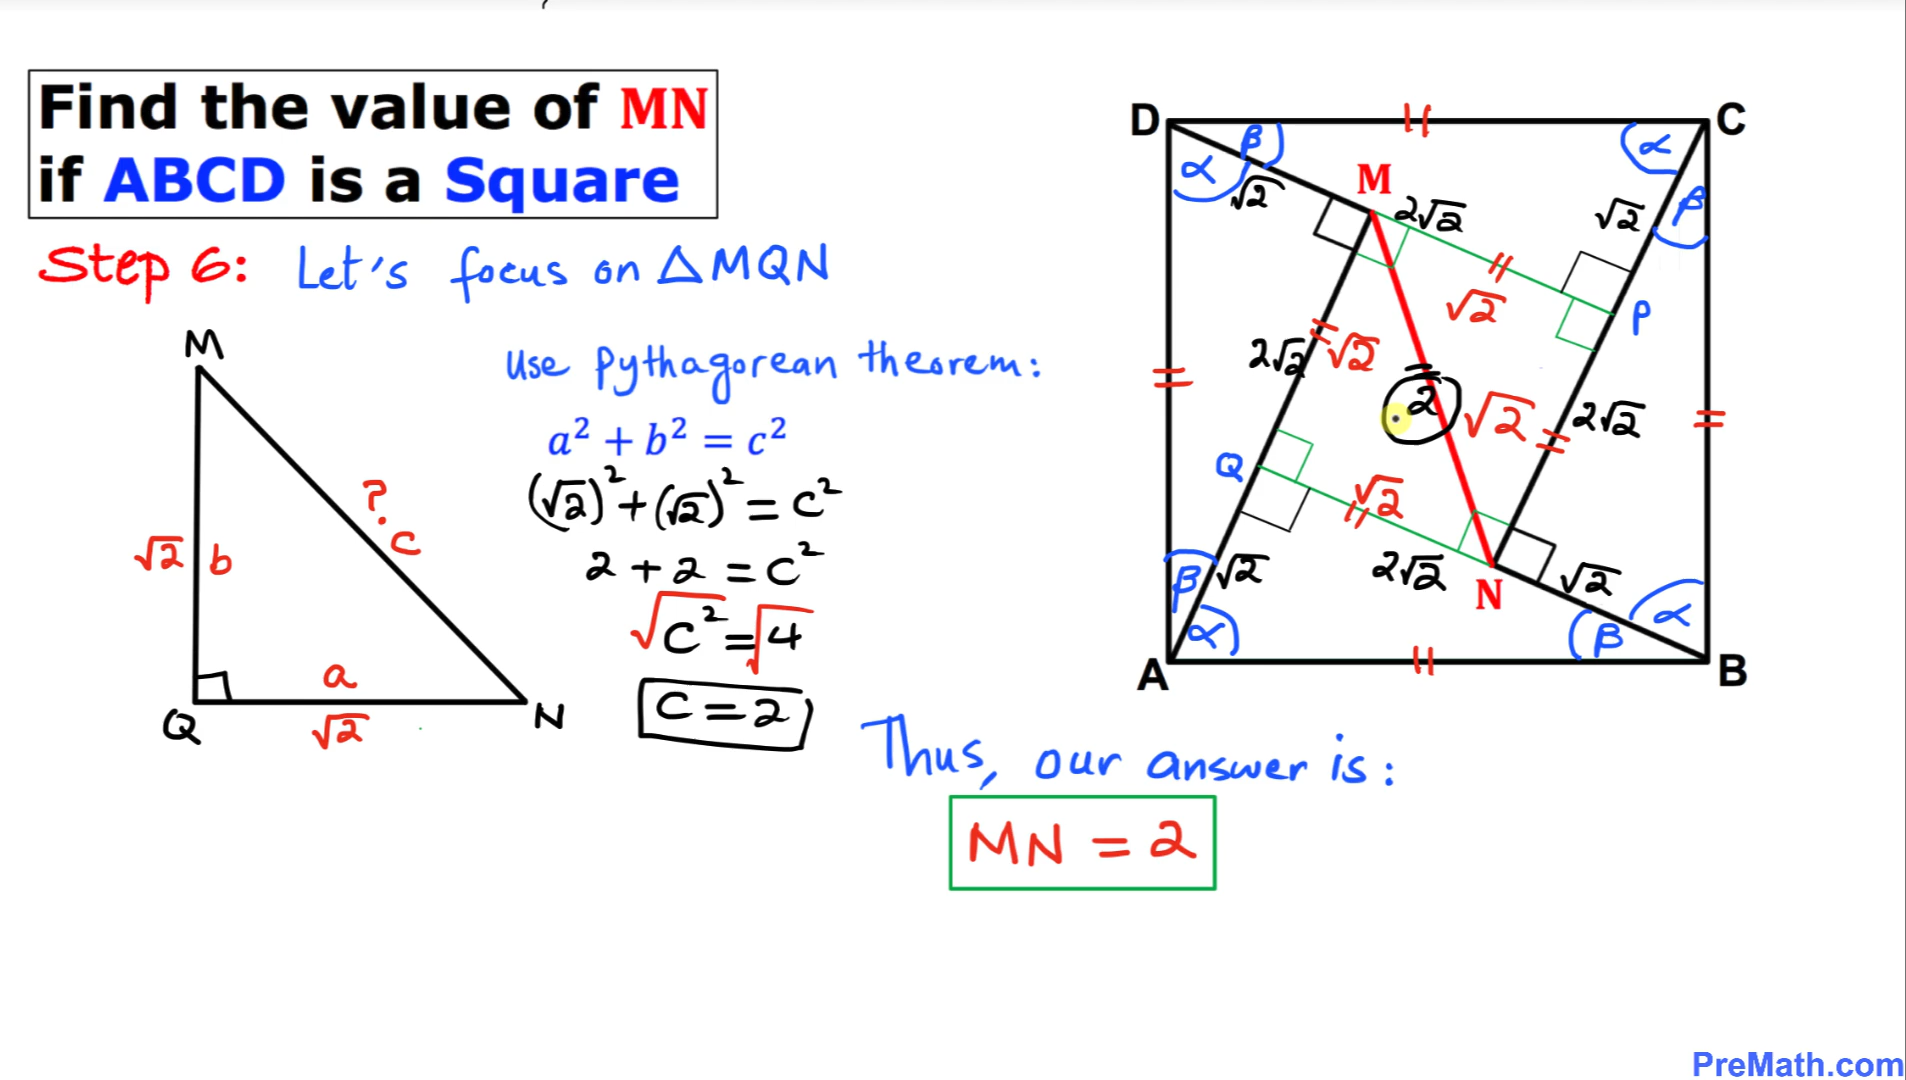 Find the value of MN
if ABCD is a Square
Step 6: Let's focus on △MQN
M
√2 b
? c
a
√2
Q
N
use Pythagorean theorem:
a² + b² = c²
(√2)² + (√2)² = c²
2 + 2 = c²
√c² = √4
c = 2
Thus, our answer is:
MN = 2
D
C
β
α
α
β
√2
M
2√2
√2
√2
P
2√2
√2
2
√2
2√2
Q
√2
β
√2
2√2
N
√2
α
α
β
A
B
PreMath.com